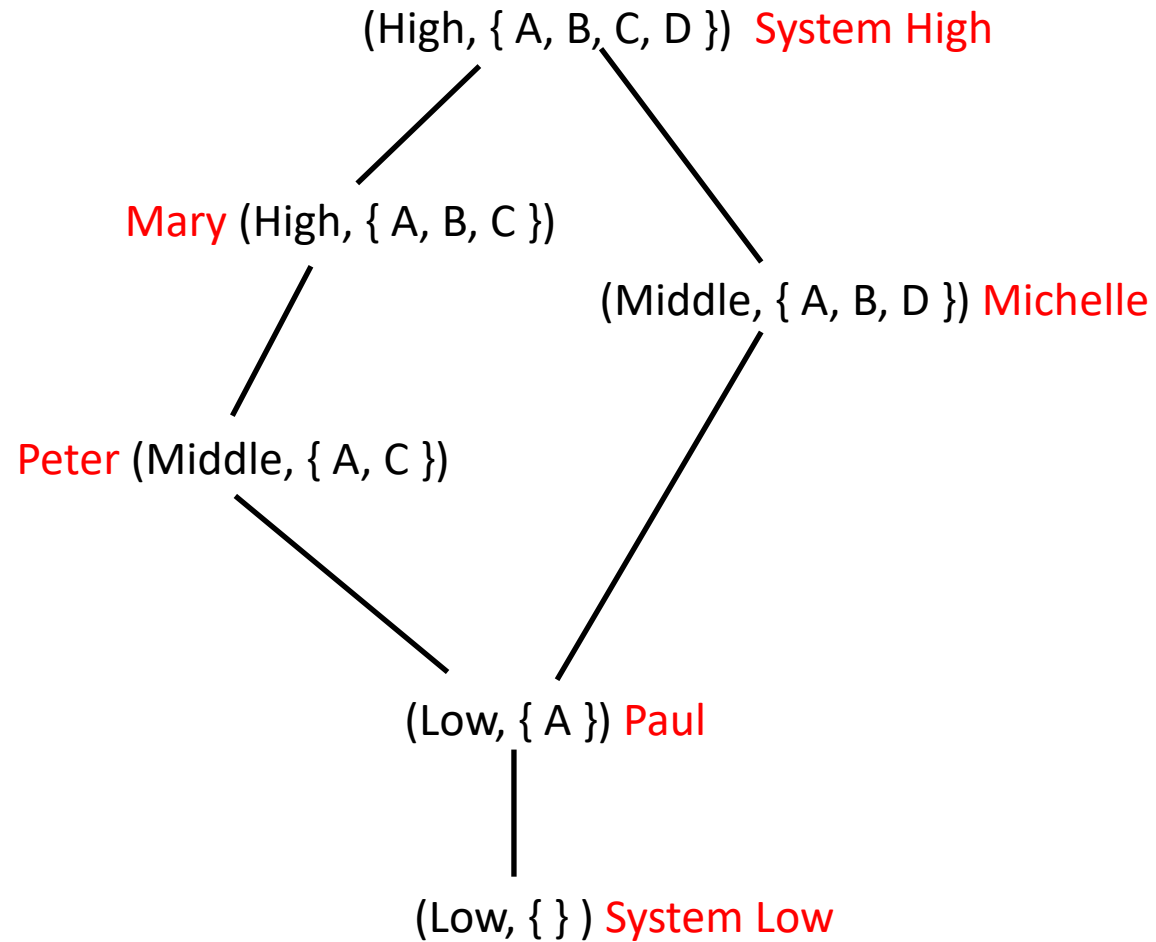 (High, { A, B, C, D }) System High
Mary (High, { A, B, C })
(Middle, { A, B, D }) Michelle
Peter (Middle, { A, C })
(Low, { A }) Paul
(Low, { } ) System Low